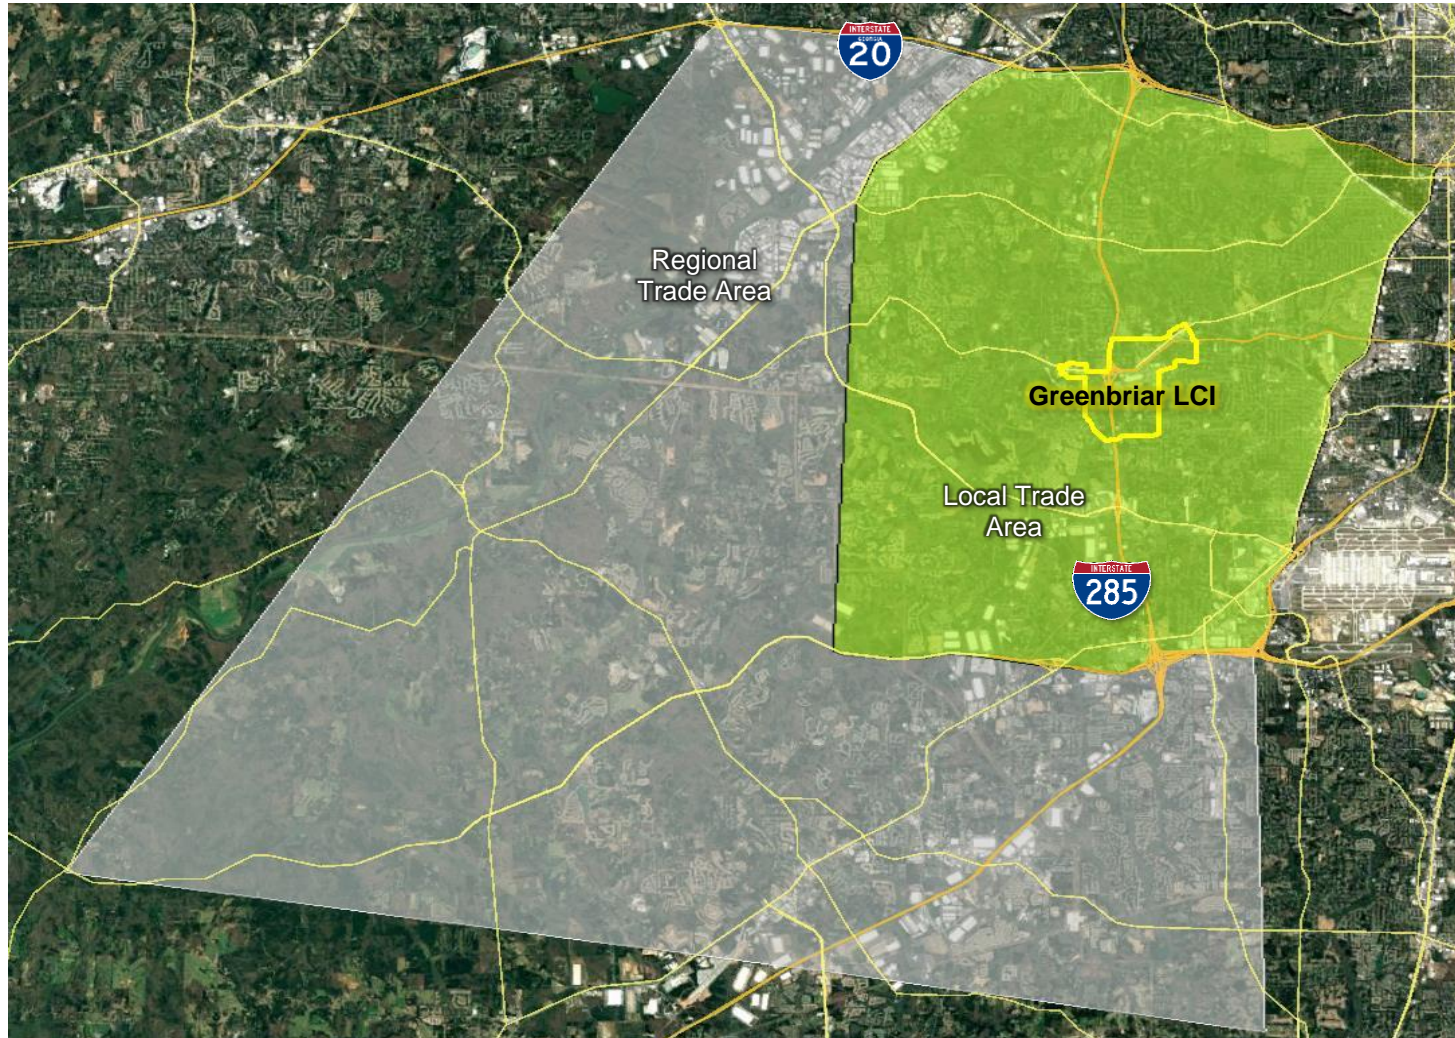 INTERSTATE
GEORGIA
20
Regional
Trade Area
Greenbriar LCI
Local Trade
Area
INTERSTATE
285